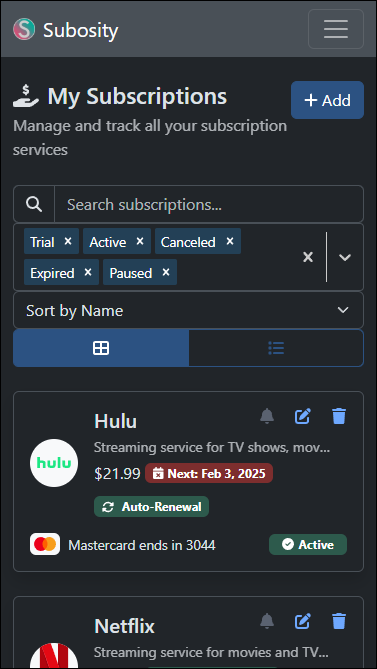 Subosity
My Subscriptions
+ Add
Manage and track all your subscription
services
Search subscriptions...
Trial × Active × Canceled ×
Expired × Paused ×
Sort by Name
Hulu
Streaming service for TV shows, mov...
hulu
$21.99 Next: Feb 3, 2025
Auto-Renewal
Mastercard ends in 3044 Active
Netflix
Streaming service for movies and TV...